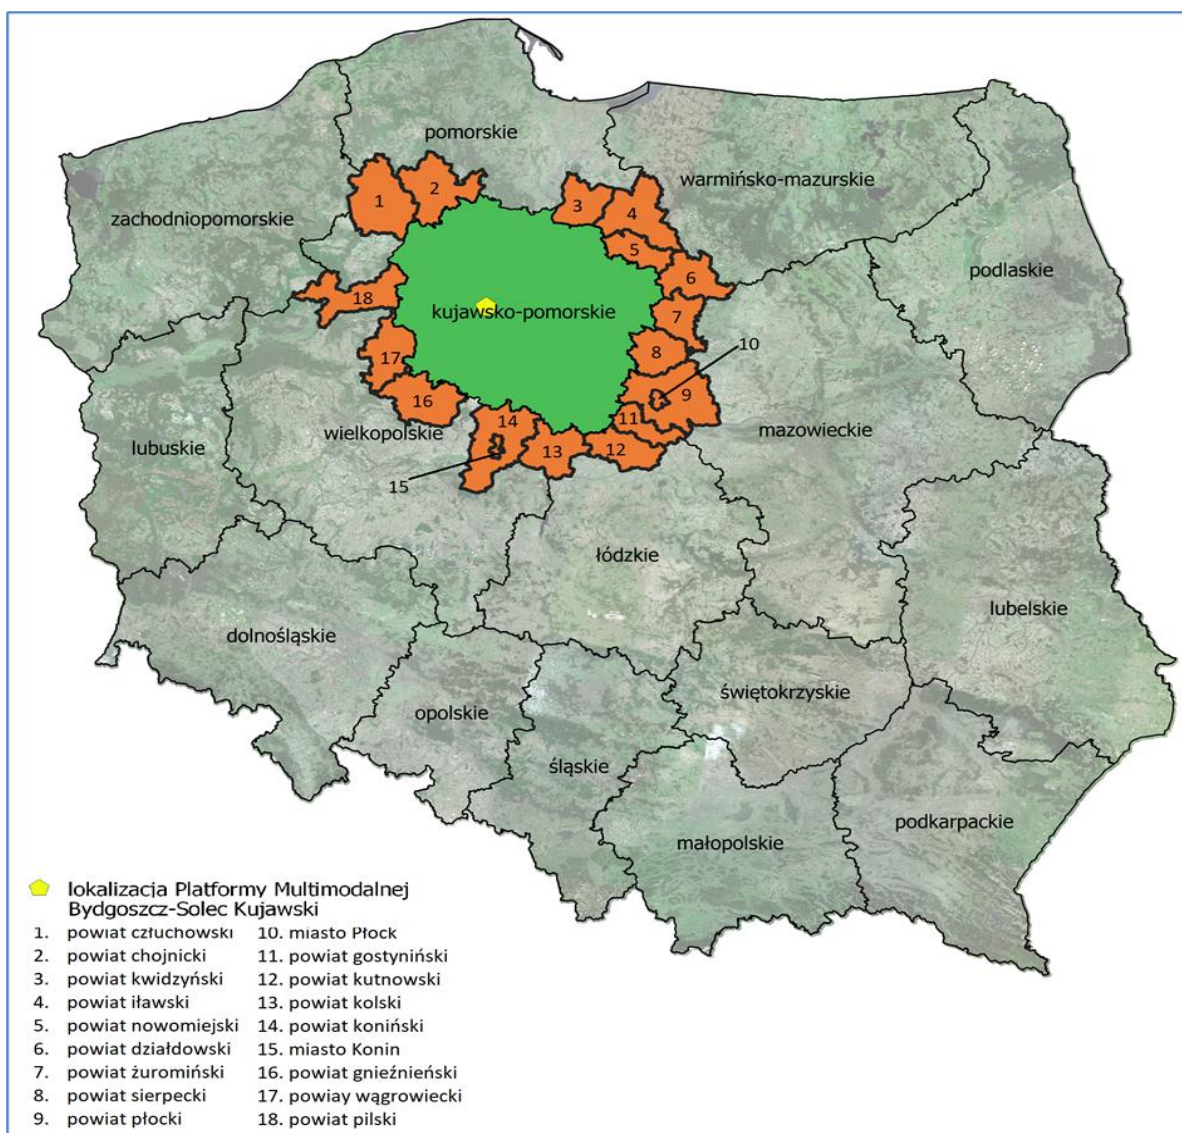 pomorskie
warmińsko-mazurskie
zachodniopomorskie
podlaskie
kujawsko-pomorskie
1
2
3
4
5
6
7
8
9
10
11
12
13
14
15
16
17
18
wielkopolskie
mazowieckie
lubuskie
łódzkie
lubelskie
dolnośląskie
świętokrzyskie
opolskie
śląskie
małopolskie
podkarpackie
lokalizacja Platformy Multimodalnej
Bydgoszcz-Solec Kujawski
1. powiat człuchowski
2. powiat chojnicki
3. powiat kwidzyński
4. powiat iławski
5. powiat nowomiejski
6. powiat działdowski
7. powiat żuromiński
8. powiat sierpecki
9. powiat płocki
10. miasto Płock
11. powiat gostyniński
12. powiat kutnowski
13. powiat kolski
14. powiat koniński
15. miasto Konin
16. powiat gnieźnieński
17. powiay wągrowiecki
18. powiat pilski